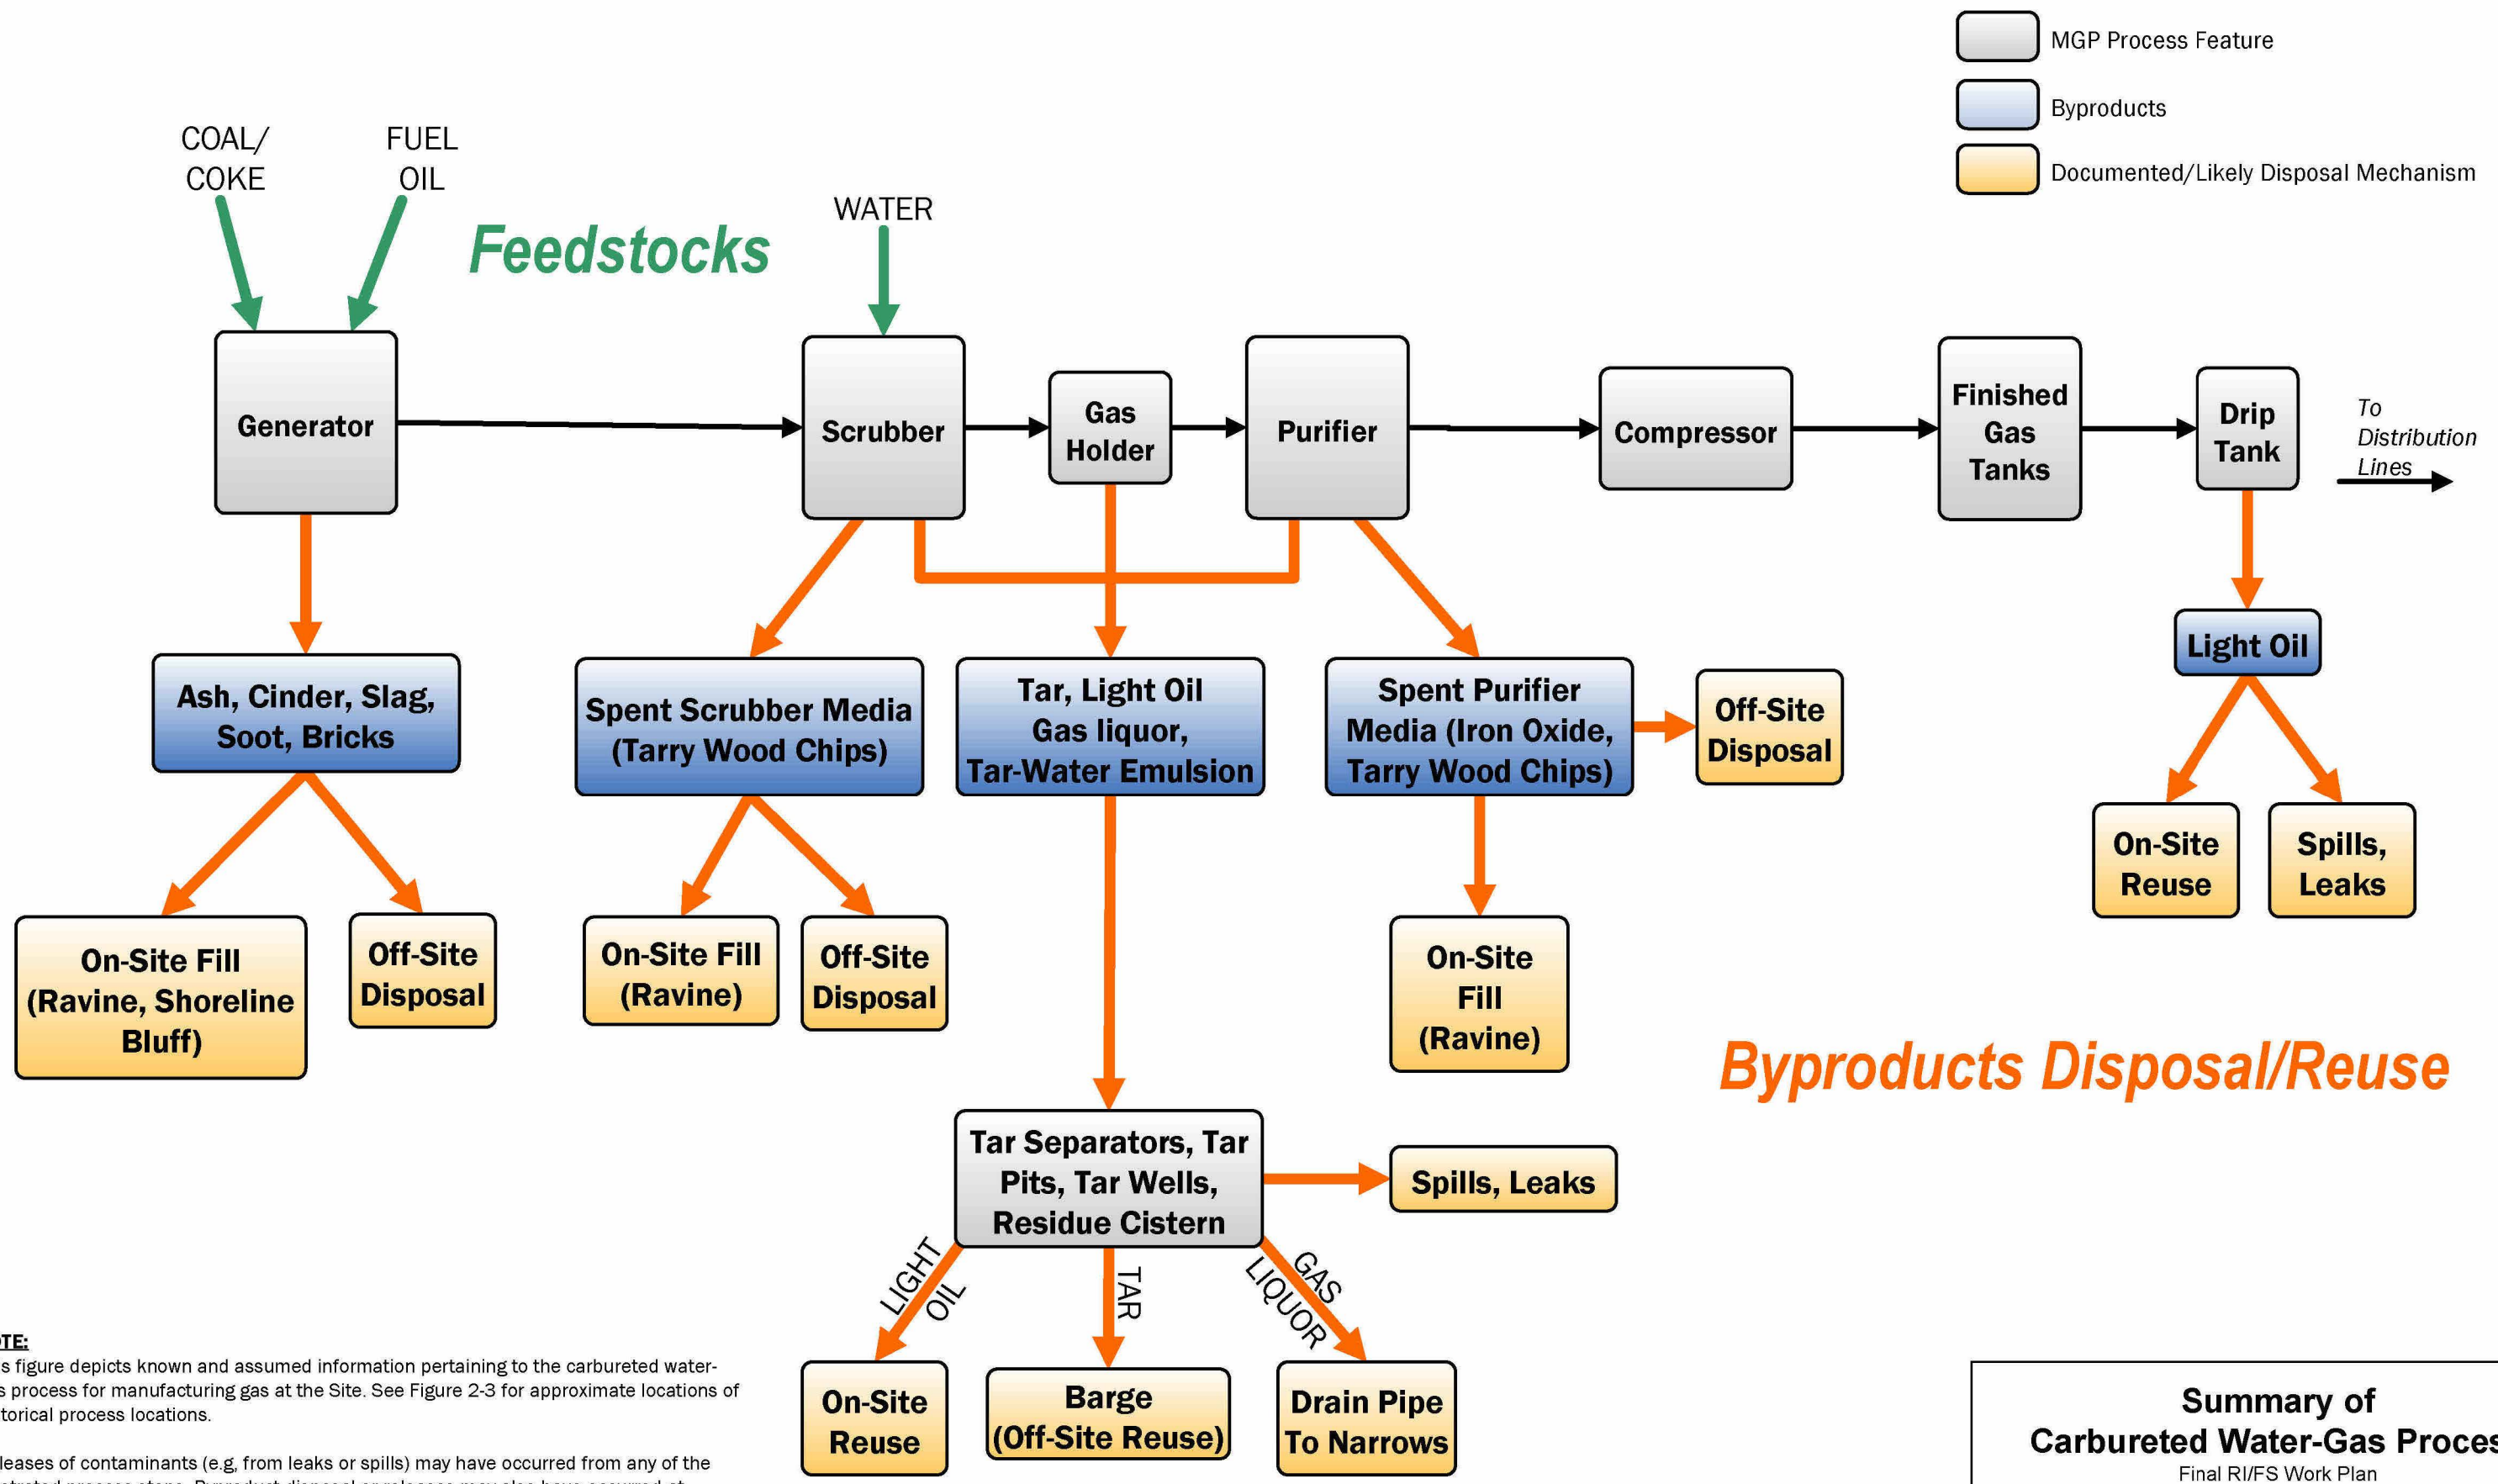 MGP Process Feature
Byproducts
Documented/Likely Disposal Mechanism
COAL/
COKE
FUEL
OIL
Feedstocks
WATER
Generator
Scrubber
Gas
Holder
Purifier
Compressor
Finished
Gas
Tanks
Drip
Tank
To
Distribution
Lines
Ash, Cinder, Slag,
Soot, Bricks
Spent Scrubber Media
(Tarry Wood Chips)
Tar, Light Oil
Gas liquor,
Tar-Water Emulsion
Spent Purifier
Media (Iron Oxide,
Tarry Wood Chips)
Off-Site
Disposal
Light Oil
On-Site
Reuse
Spills,
Leaks
On-Site Fill
(Ravine, Shoreline
Bluff)
Off-Site
Disposal
On-Site Fill
(Ravine)
Off-Site
Disposal
On-Site
Fill
(Ravine)
Byproducts Disposal/Reuse
Tar Separators, Tar
Pits, Tar Wells,
Residue Cistern
Spills, Leaks
LIGHT
OIL
TAR
GAS
LIQUOR
On-Site
Reuse
Barge
(Off-Site Reuse)
Drain Pipe
To Narrows
OTE:
s figure depicts known and assumed information pertaining to the carbureted water-
s process for manufacturing gas at the Site. See Figure 2-3 for approximate locations of
torical process locations.
leases of contaminants (e.g. from leaks or spills) may have occurred from any of the
Summary of
Carbureted Water-Gas Proces
Final RI/FS Work Plan